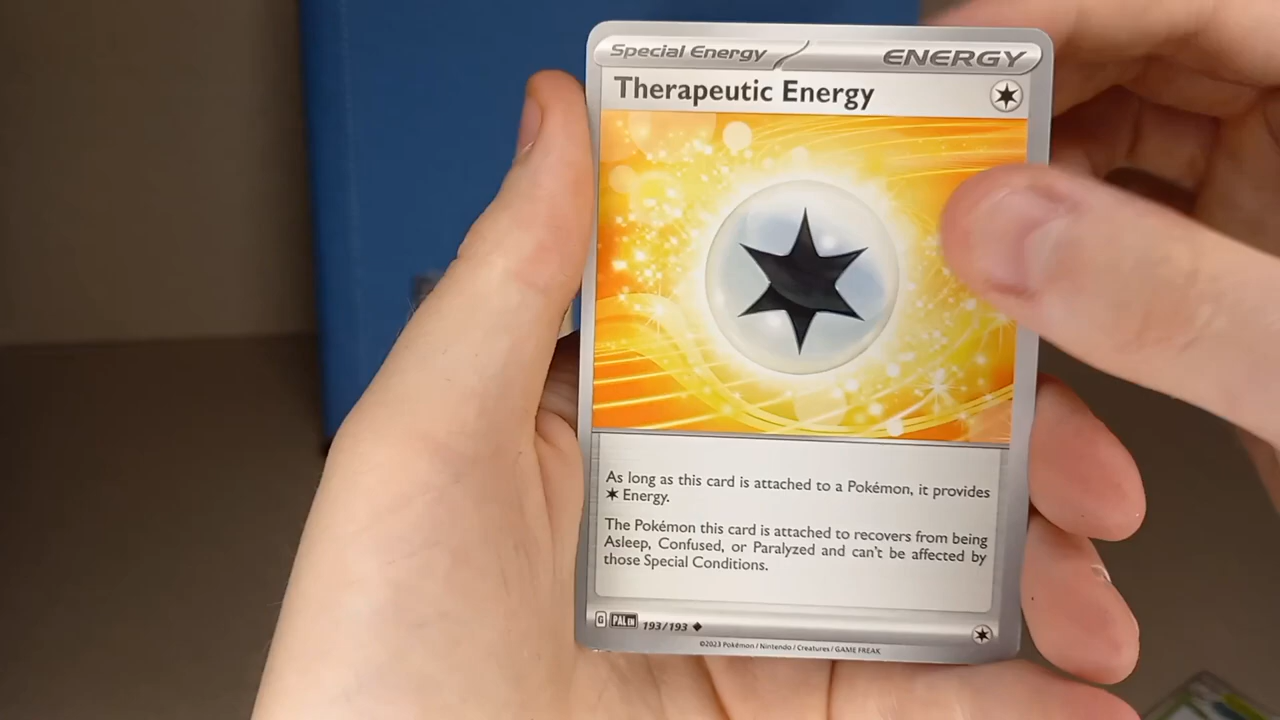 Special Energy ENERGY
Therapeutic Energy
As long as this card is attached to a Pokémon, it provides
Energy.
The Pokémon this card is attached to recovers from being
Asleep, Confused, or Paralyzed and can't be affected by
those Special Conditions.
G PAL EN 193/193
©2023 Pokémon / Nintendo / Creatures / GAME FREAK